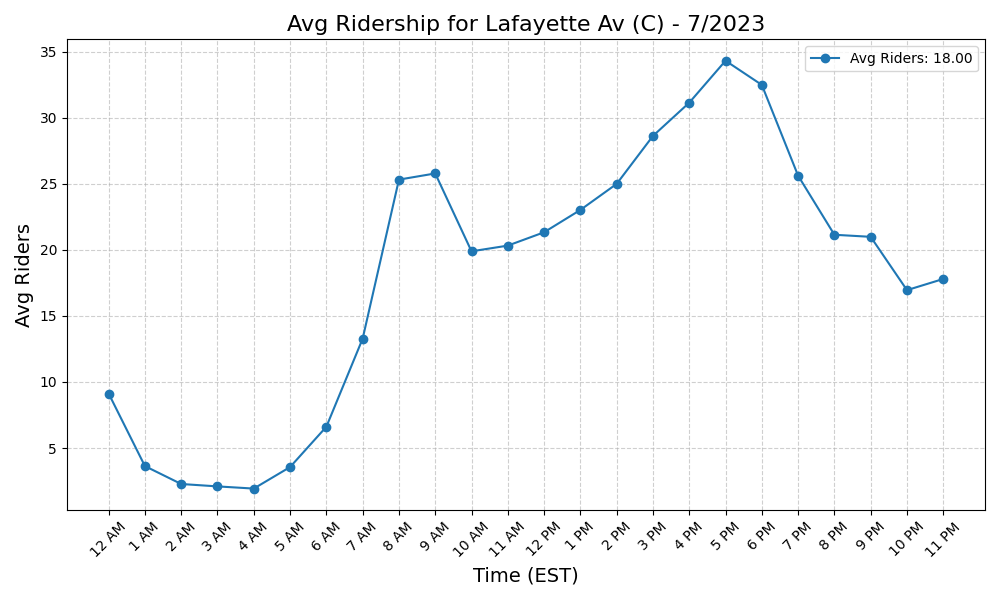 Avg Ridership for Lafayette Av (C) - 7/2023
Avg Riders: 18.00
Avg Riders
35
30
25
20
15
10
5
12 AM
1 AM
2 AM
3 AM
4 AM
5 AM
6 AM
7 AM
8 AM
9 AM
10 AM
11 AM
12 PM
1 PM
2 PM
3 PM
4 PM
5 PM
6 PM
7 PM
8 PM
9 PM
10 PM
11 PM
Time (EST)